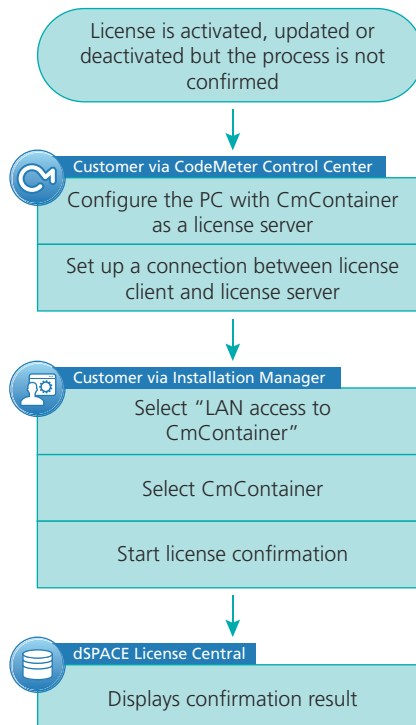 License is activated, updated or
deactivated but the process is not
confirmed
Customer via CodeMeter Control Center
Configure the PC with CmContainer
as a license server
Set up a connection between license
client and license server
Customer via Installation Manager
Select “LAN access to
CmContainer”
Select CmContainer
Start license confirmation
dSPACE License Central
Displays confirmation result